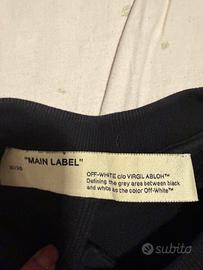 "MAIN LABEL"
OFF-WHITE c/o VIRGIL ABLOH™
Defining the grey area between black
and white as the color Off-White™
subito